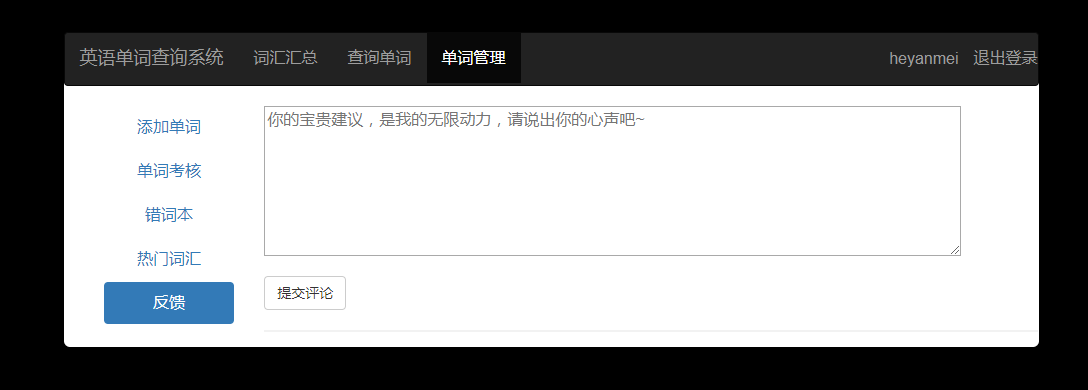 英语单词查询系统 词汇汇总 查询单词 单词管理 heyanmei 退出登录
添加单词
单词考核
错词本
热门词汇
反馈
你的宝贵建议，是我的无限动力，请说出你的心声吧~
提交评论